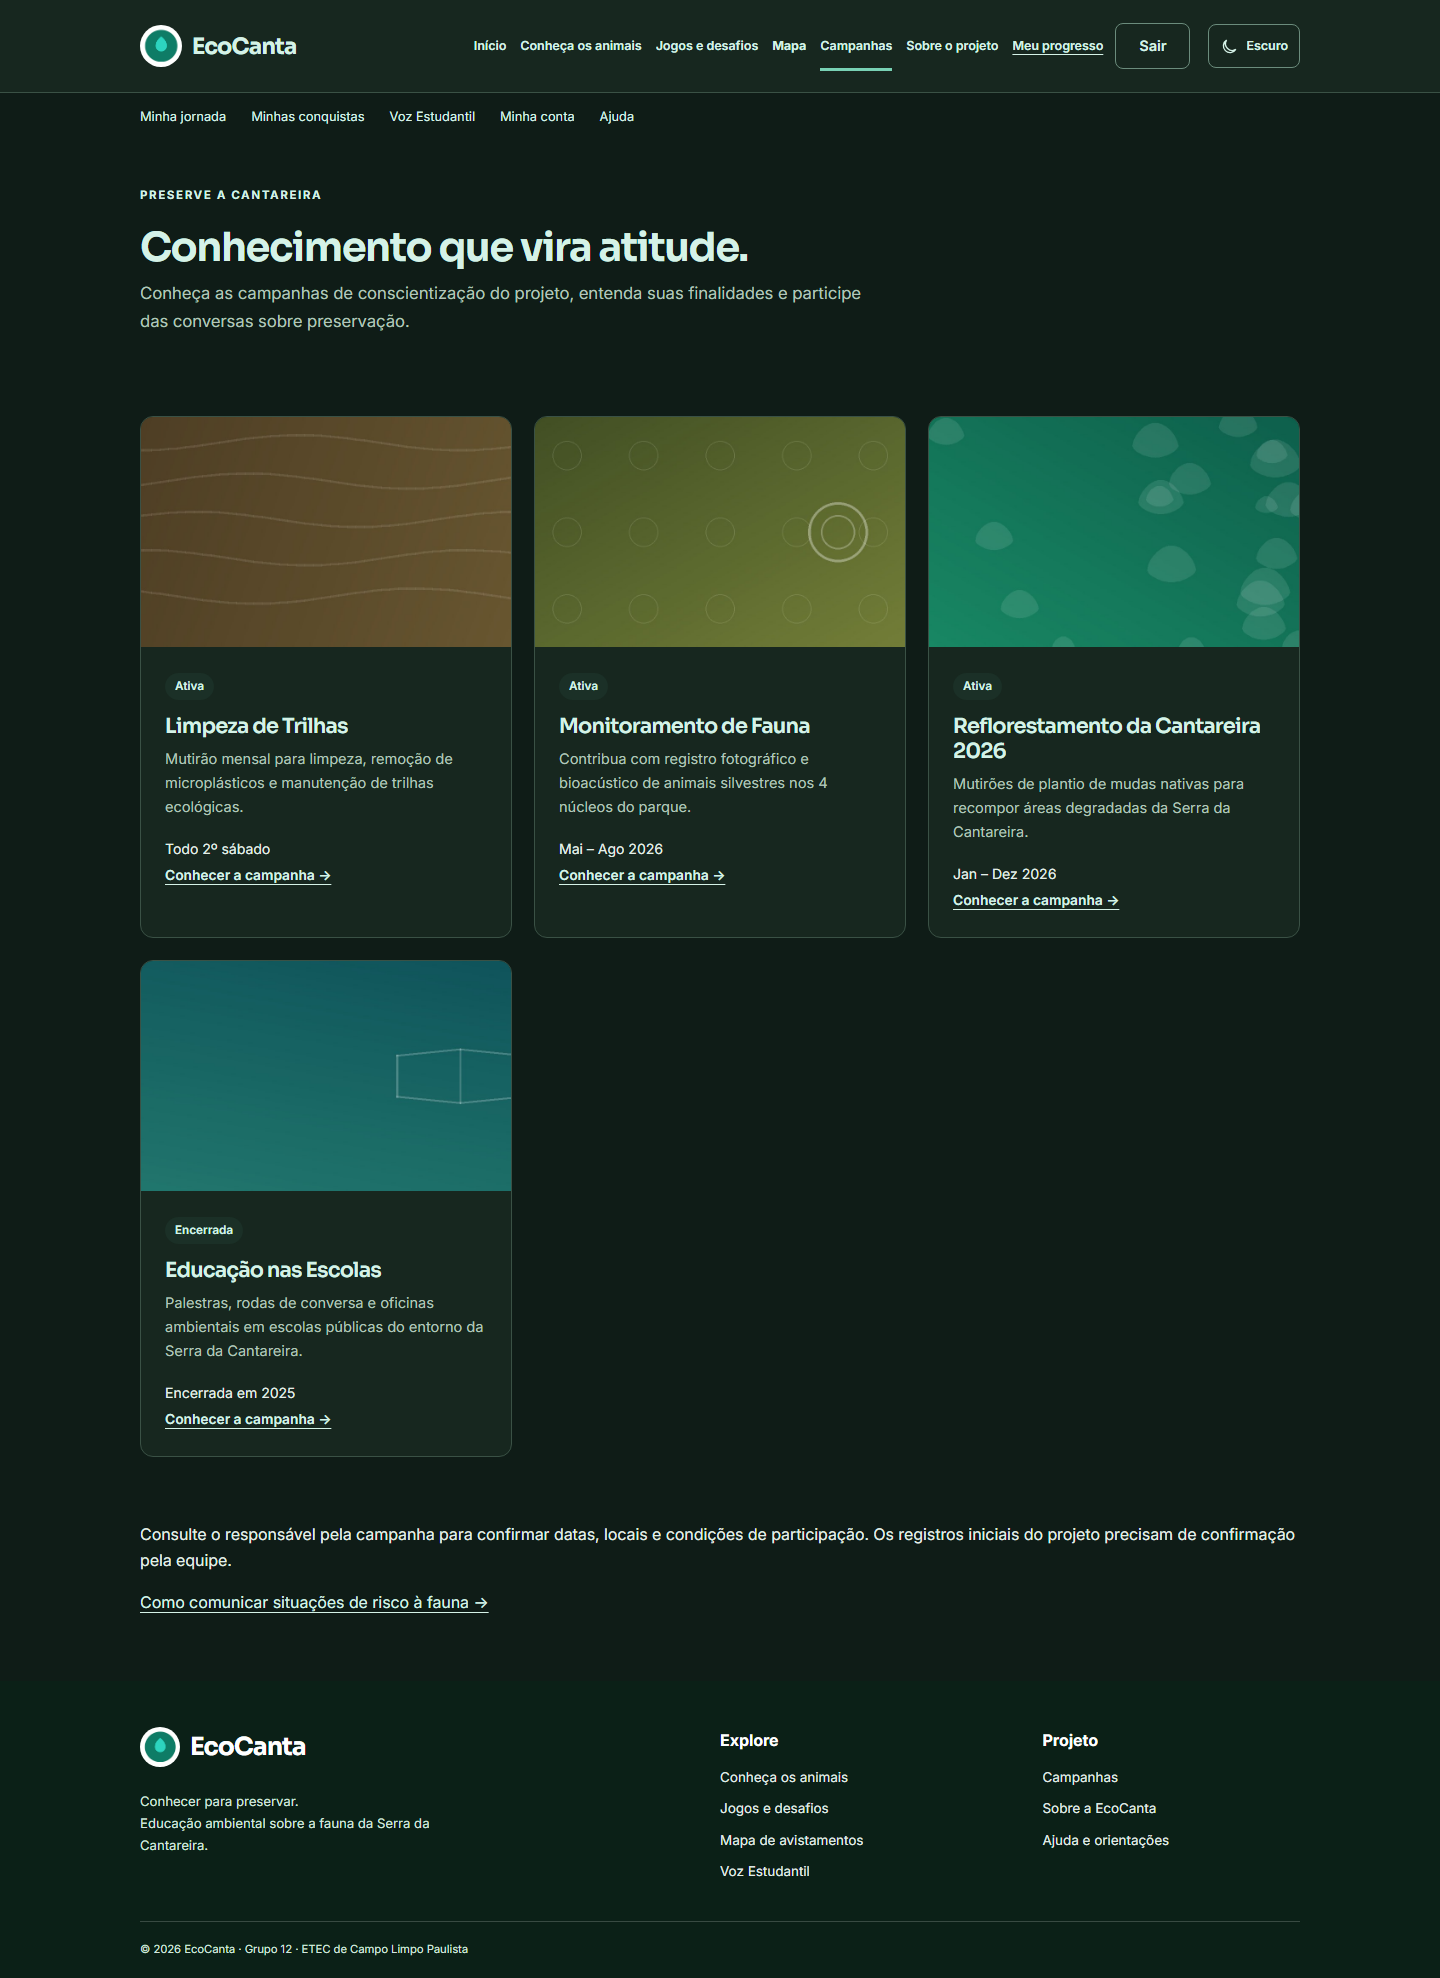 EcoCanta
Início Conheça os animais Jogos e desafios Mapa Campanhas Sobre o projeto Meu progresso Sair Escuro
Minha jornada Minhas conquistas Voz Estudantil Minha conta Ajuda
PRESERVE A CANTAREIRA
Conhecimento que vira atitude.
Conheça as campanhas de conscientização do projeto, entenda suas finalidades e participe
das conversas sobre preservação.
Ativa
Limpeza de Trilhas
Mutirão mensal para limpeza, remoção de
microplásticos e manutenção de trilhas
ecológicas.
Todo 2º sábado
Conhecer a campanha →
Ativa
Monitoramento de Fauna
Contribua com registro fotográfico e
bioacústico de animais silvestres nos 4
núcleos do parque.
Mai – Ago 2026
Conhecer a campanha →
Ativa
Reflorestamento da Cantareira
2026
Mutirões de plantio de mudas nativas para
recompor áreas degradadas da Serra da
Cantareira.
Jan – Dez 2026
Conhecer a campanha →
Encerrada
Educação nas Escolas
Palestras, rodas de conversa e oficinas
ambientais em escolas públicas do entorno da
Serra da Cantareira.
Encerrada em 2025
Conhecer a campanha →
Consulte o responsável pela campanha para confirmar datas, locais e condições de participação. Os registros iniciais do projeto precisam de confirmação
pela equipe.
Como comunicar situações de risco à fauna →
EcoCanta
Conhecer para preservar.
Educação ambiental sobre a fauna da Serra da
Cantareira.
Explore
Conheça os animais
Jogos e desafios
Mapa de avistamentos
Voz Estudantil
Projeto
Campanhas
Sobre a EcoCanta
Ajuda e orientações
© 2026 EcoCanta · Grupo 12 · ETEC de Campo Limpo Paulista